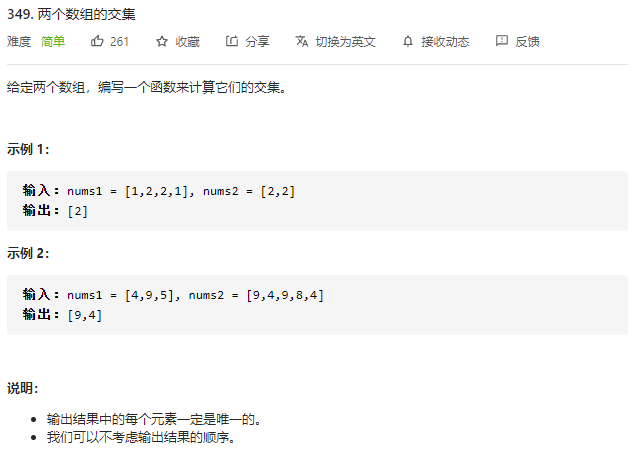 349. 两个数组的交集
难度 简单 261 收藏 分享 切换为英文 接收动态 反馈
给定两个数组，编写一个函数来计算它们的交集。
示例 1：
输入：nums1 = [1,2,2,1], nums2 = [2,2]
输出：[2]
示例 2：
输入：nums1 = [4,9,5], nums2 = [9,4,9,8,4]
输出：[9,4]
说明：
输出结果中的每个元素一定是唯一的。
我们可以不考虑输出结果的顺序。